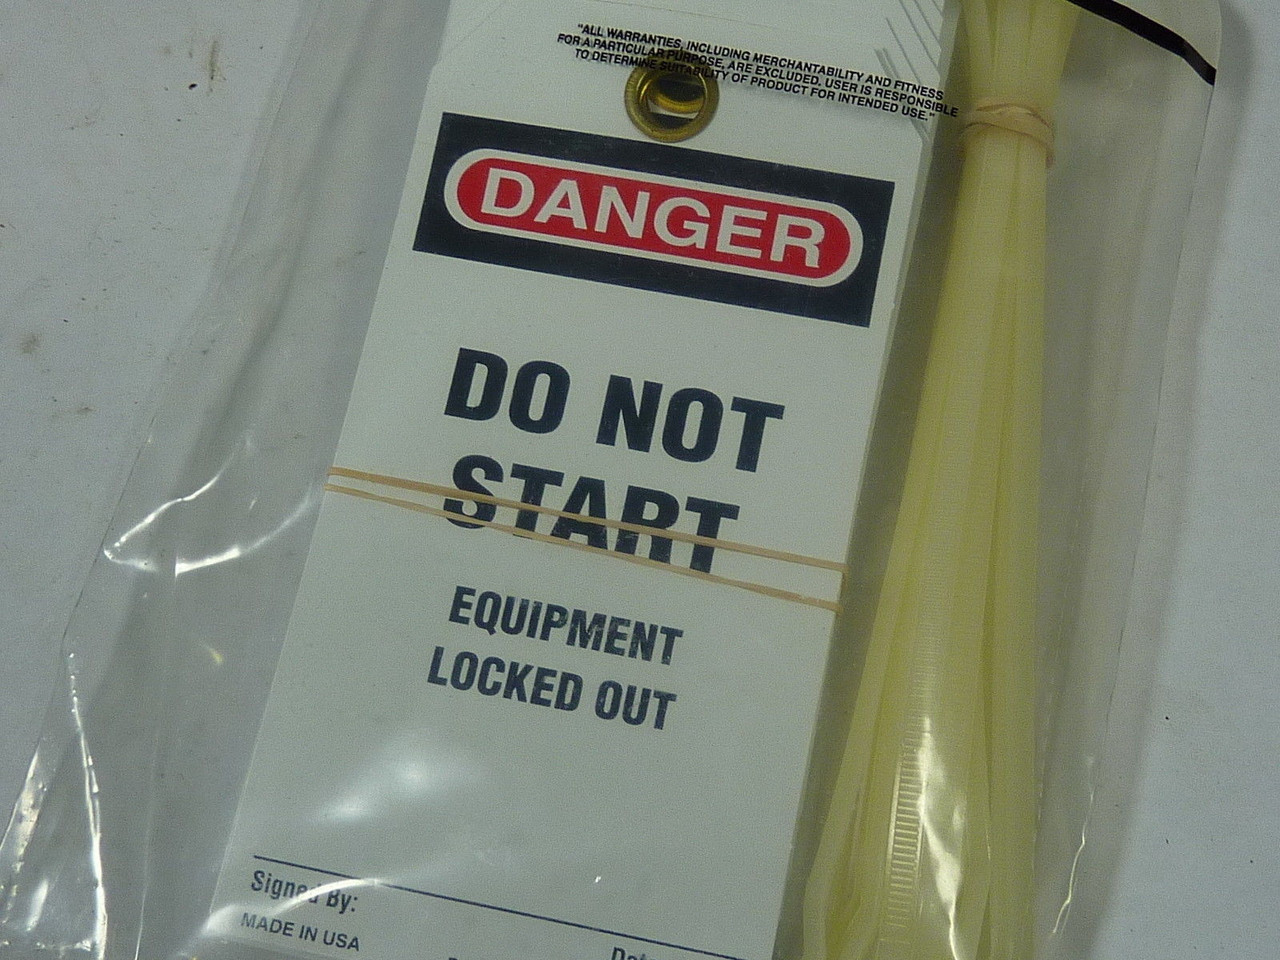 "ALL WARRANTIES, INCLUDING MERCHANTABILITY AND FITNESS
FOR A PARTICULAR PURPOSE, ARE EXCLUDED. USER IS RESPONSIBLE
TO DETERMINE SUITABILITY OF PRODUCT FOR INTENDED USE."
DANGER
DO NOT
START
EQUIPMENT
LOCKED OUT
Signed By:
MADE IN USA